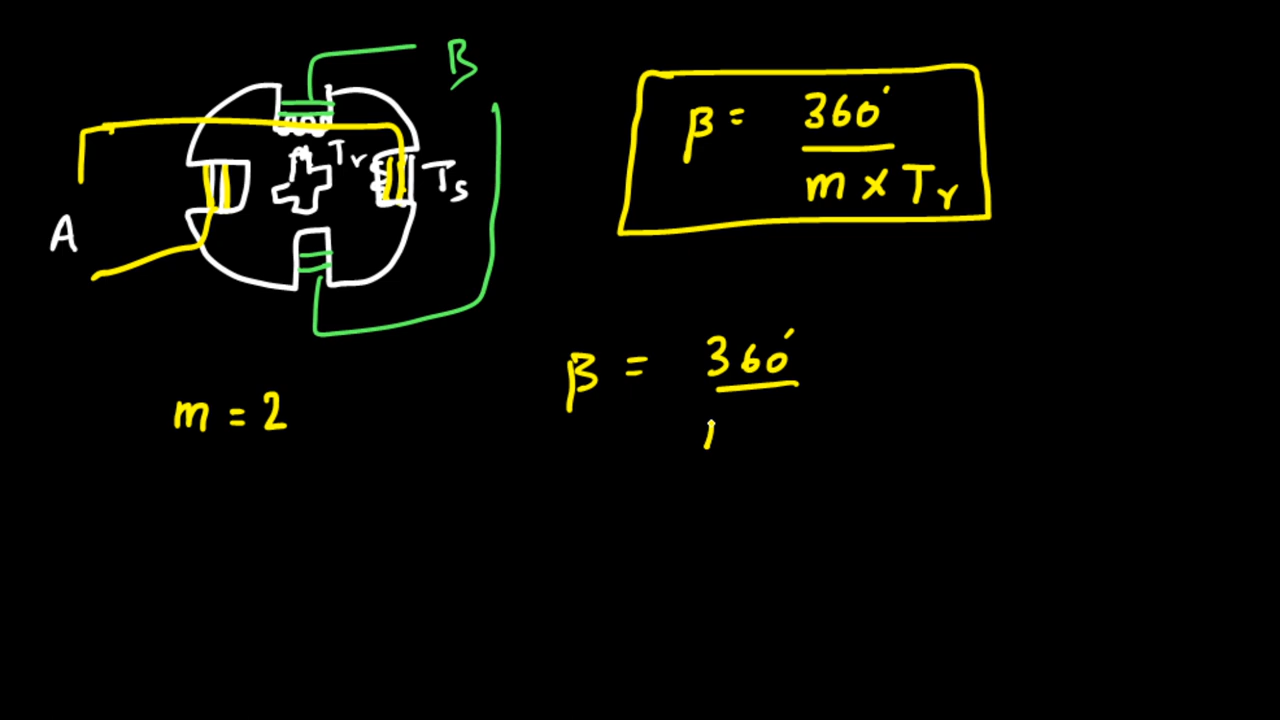 B
Tr
Ts
A
β = 360° / m × Tr
β = 360°
m = 2